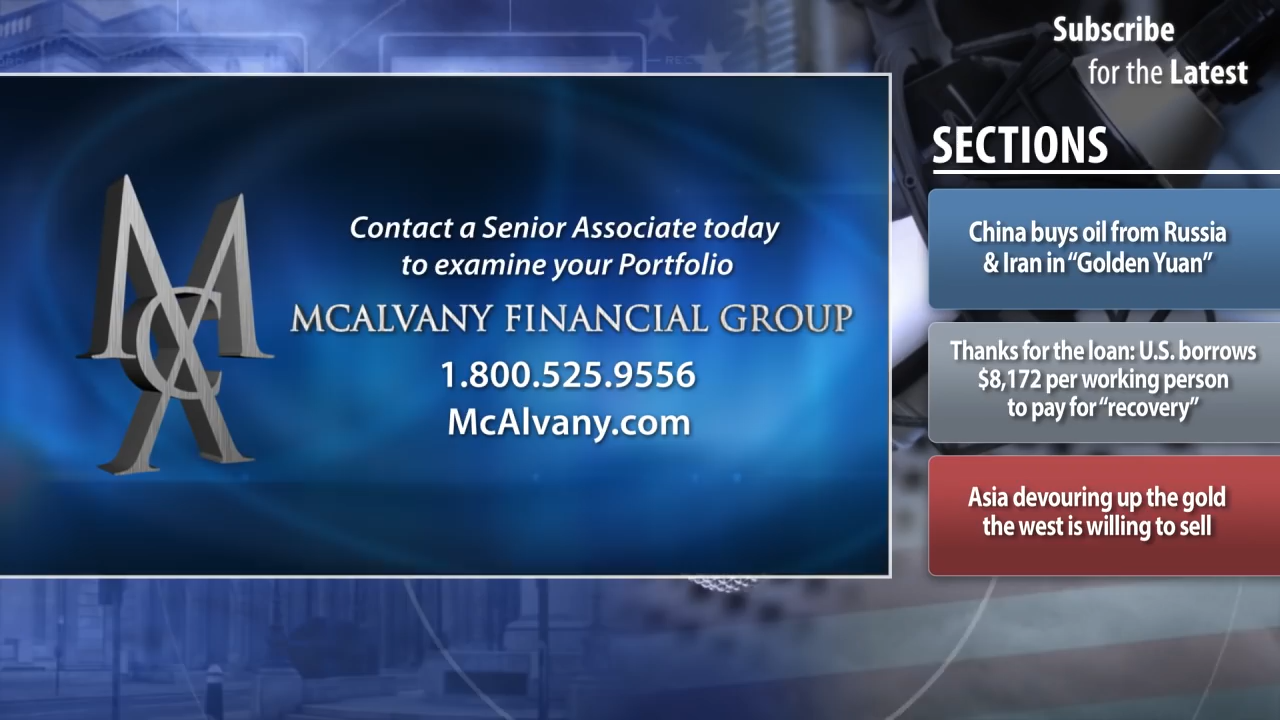 Subscribe
for the Latest
SECTIONS
China buys oil from Russia
& Iran in “Golden Yuan”
Thanks for the loan: U.S. borrows
$8,172 per working person
to pay for “recovery”
Asia devouring up the gold
the west is willing to sell
Contact a Senior Associate today
to examine your Portfolio
MCALVANY FINANCIAL GROUP
1.800.525.9556
McAlvany.com
REC